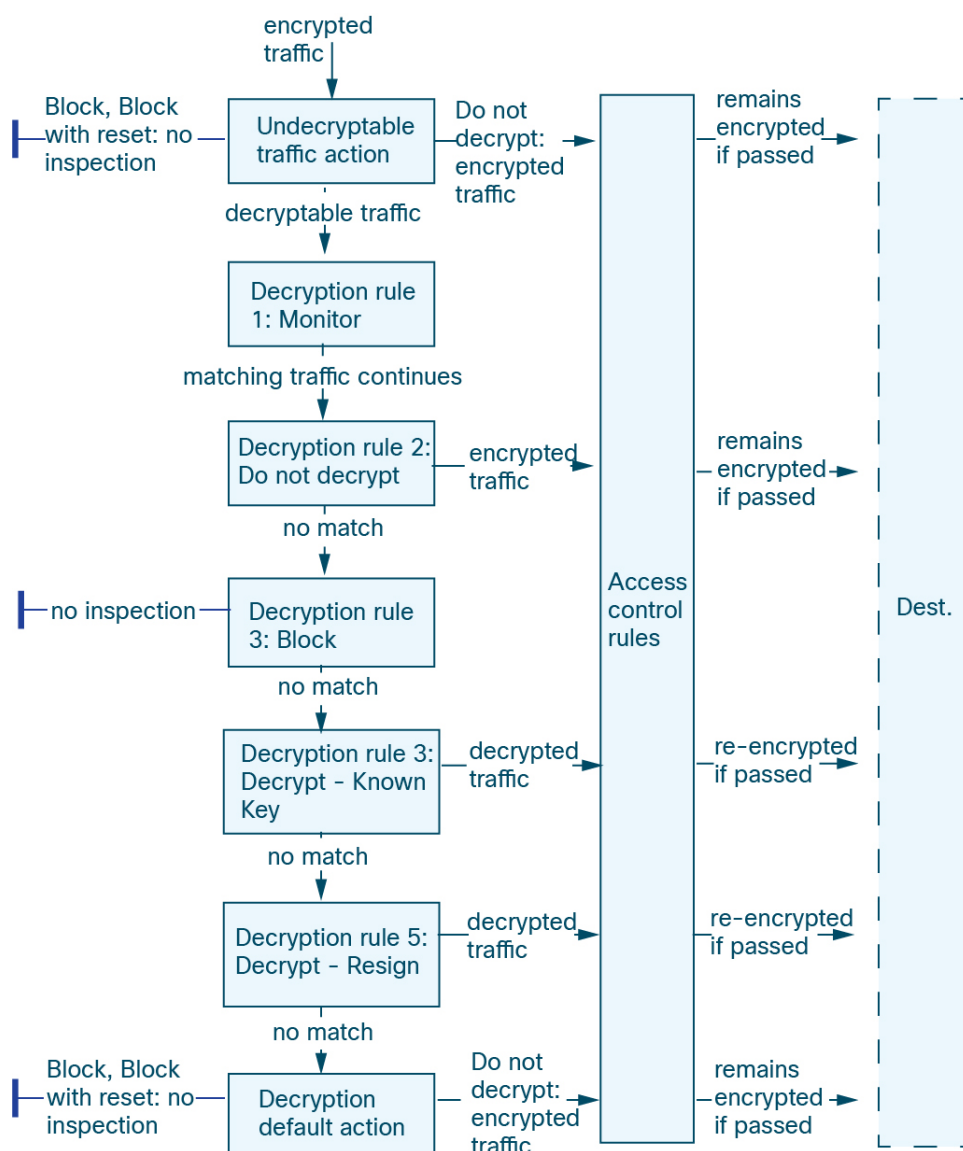 encrypted
traffic
Block, Block
with reset: no
inspection
Undecryptable
traffic action
Do not
decrypt:
encrypted
traffic
remains
encrypted
if passed
decryptable traffic
Decryption rule
1: Monitor
matching traffic continues
Decryption rule 2:
Do not decrypt
encrypted
traffic
remains
encrypted
if passed
no match
no inspection
Decryption rule
3: Block
Access
control
rules
Dest.
no match
Decryption rule 3:
Decrypt - Known
Key
decrypted
traffic
re-encrypted
if passed
no match
Decryption rule 5:
Decrypt - Resign
decrypted
traffic
re-encrypted
if passed
no match
Block, Block
with reset: no
inspection
Decryption
default action
Do not
decrypt:
encrypted
traffic
remains
encrypted
if passed